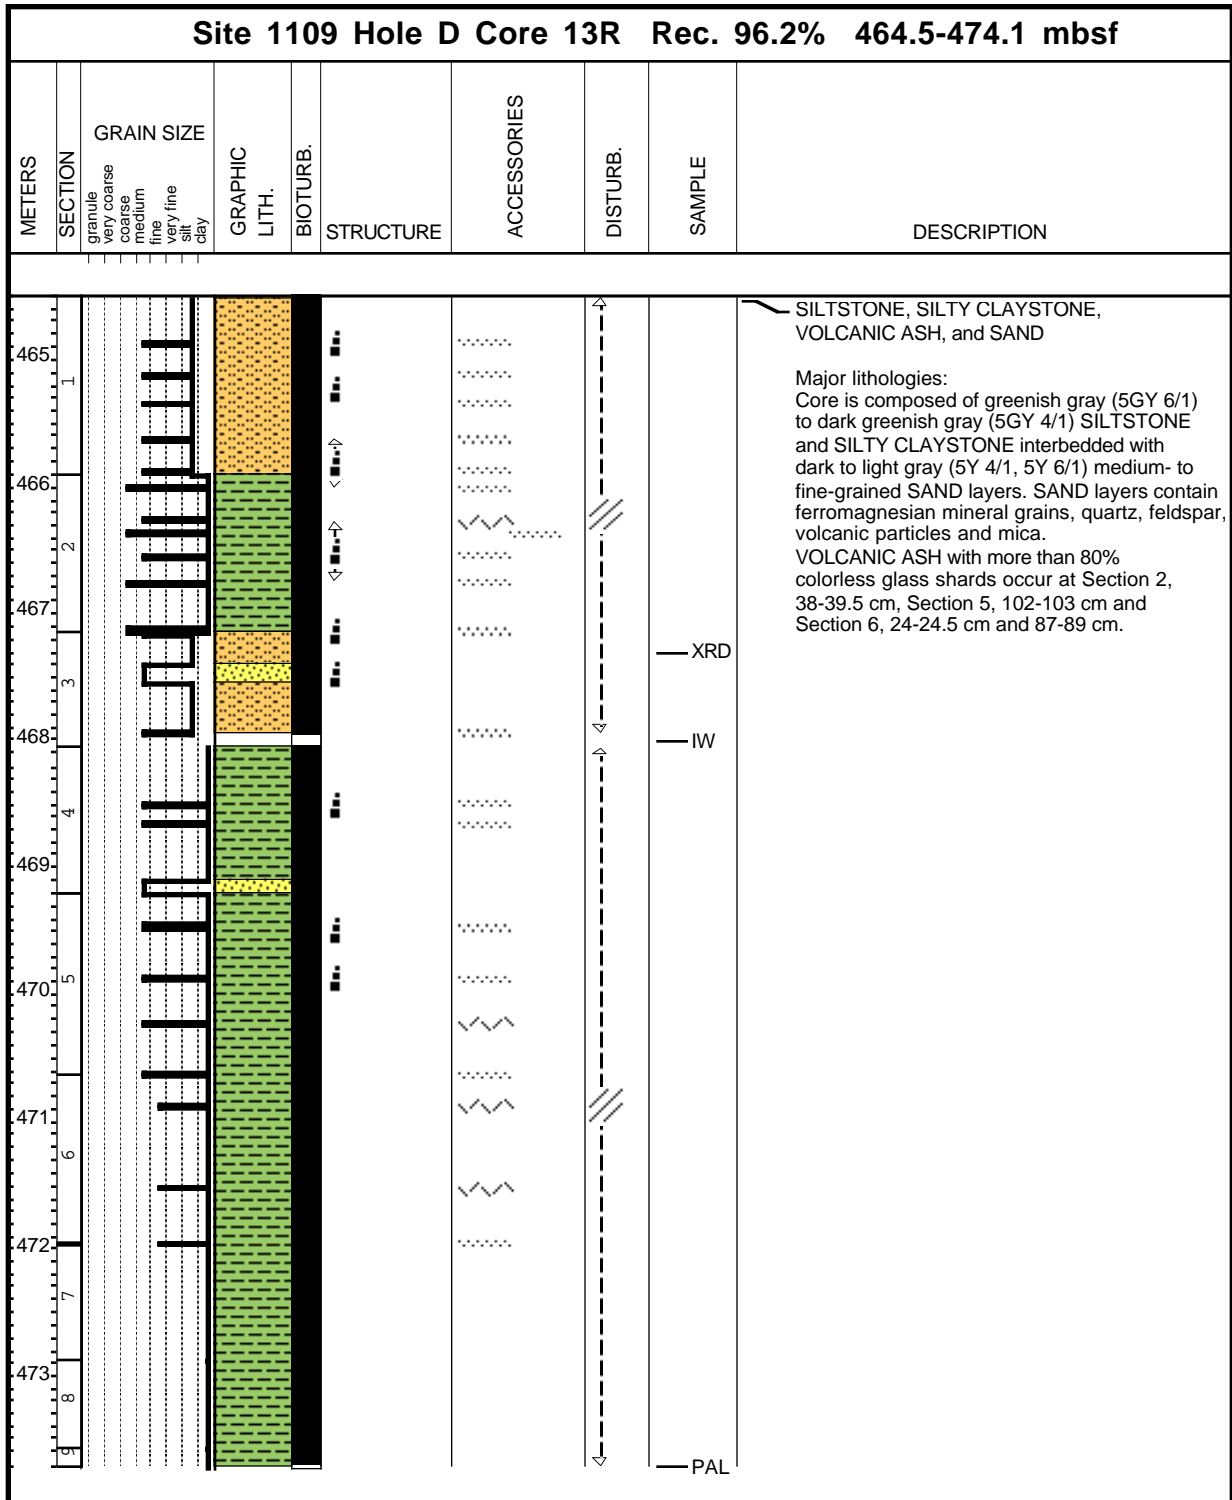 Site 1109 Hole D Core 13R Rec. 96.2% 464.5-474.1 mbsf
METERS
SECTION
GRAIN SIZE
granule
very coarse
coarse
medium
fine
very fine
silt
clay
GRAPHIC
LITH.
BIOTURB.
STRUCTURE
ACCESSORIES
DISTURB.
SAMPLE
DESCRIPTION
465
466
467
468
469
470
471
472
473
1
2
3
4
5
6
7
8
9
XRD
IW
PAL
SILTSTONE, SILTY CLAYSTONE,
VOLCANIC ASH, and SAND
Major lithologies:
Core is composed of greenish gray (5GY 6/1)
to dark greenish gray (5GY 4/1) SILTSTONE
and SILTY CLAYSTONE interbedded with
dark to light gray (5Y 4/1, 5Y 6/1) medium- to
fine-grained SAND layers. SAND layers contain
ferromagnesian mineral grains, quartz, feldspar,
volcanic particles and mica.
VOLCANIC ASH with more than 80%
colorless glass shards occur at Section 2,
38-39.5 cm, Section 5, 102-103 cm and
Section 6, 24-24.5 cm and 87-89 cm.